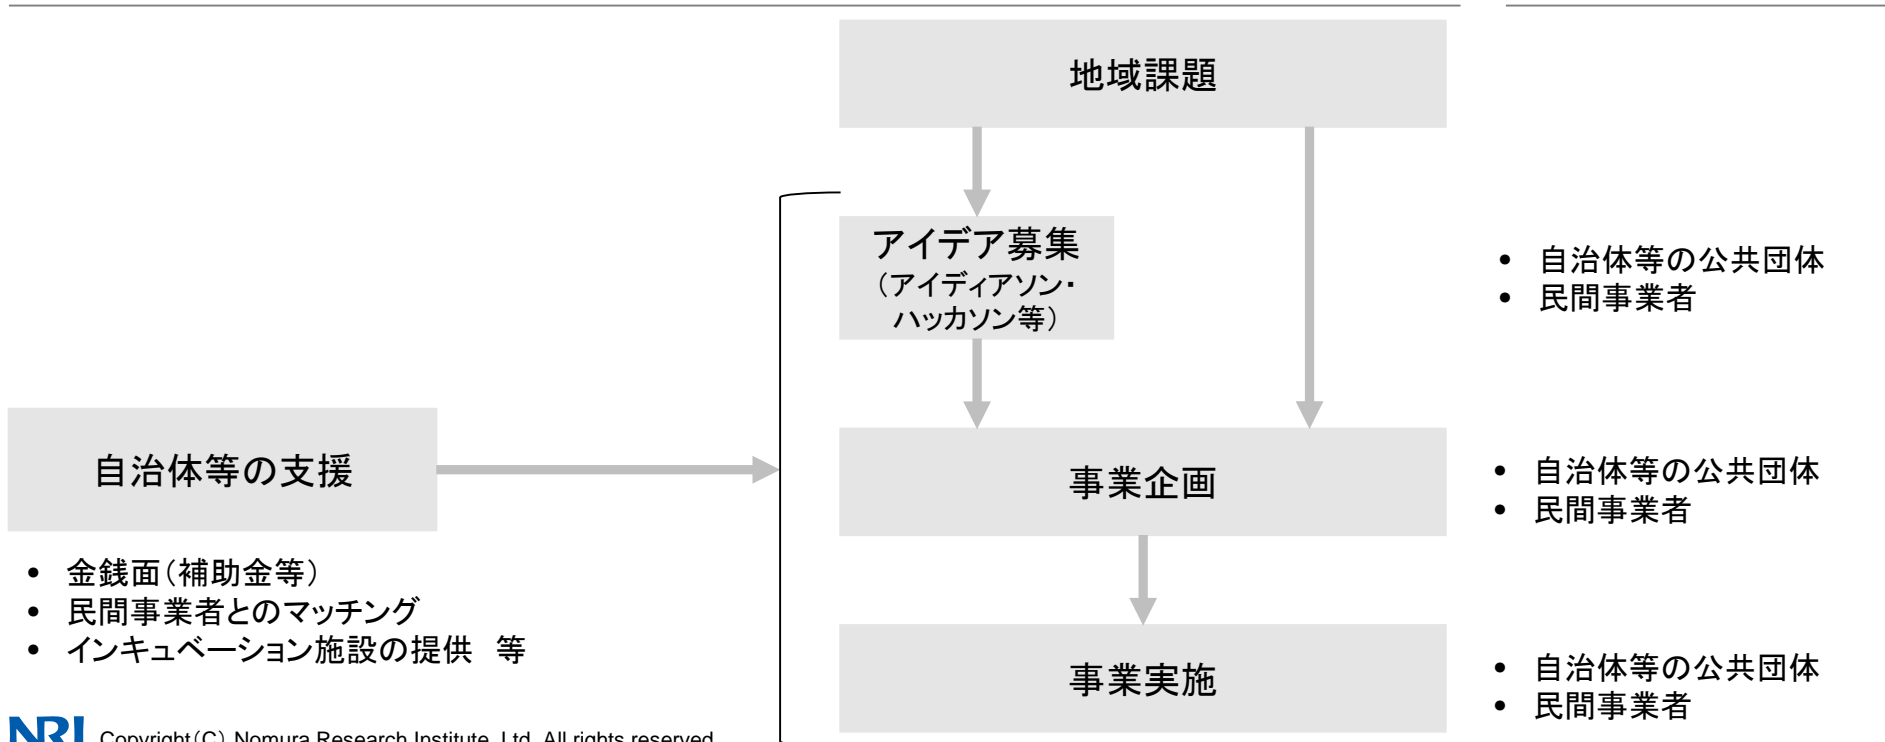 地域課題
アイデア募集
（アイディアソン・
ハッカソン等）
• 自治体等の公共団体
• 民間事業者
自治体等の支援
事業企画
• 自治体等の公共団体
• 民間事業者
• 金銭面（補助金等）
• 民間事業者とのマッチング
• インキュベーション施設の提供　等
事業実施
• 自治体等の公共団体
• 民間事業者
NRI Copyright（C） Nomura Research Institute, Ltd. All rights reserved.